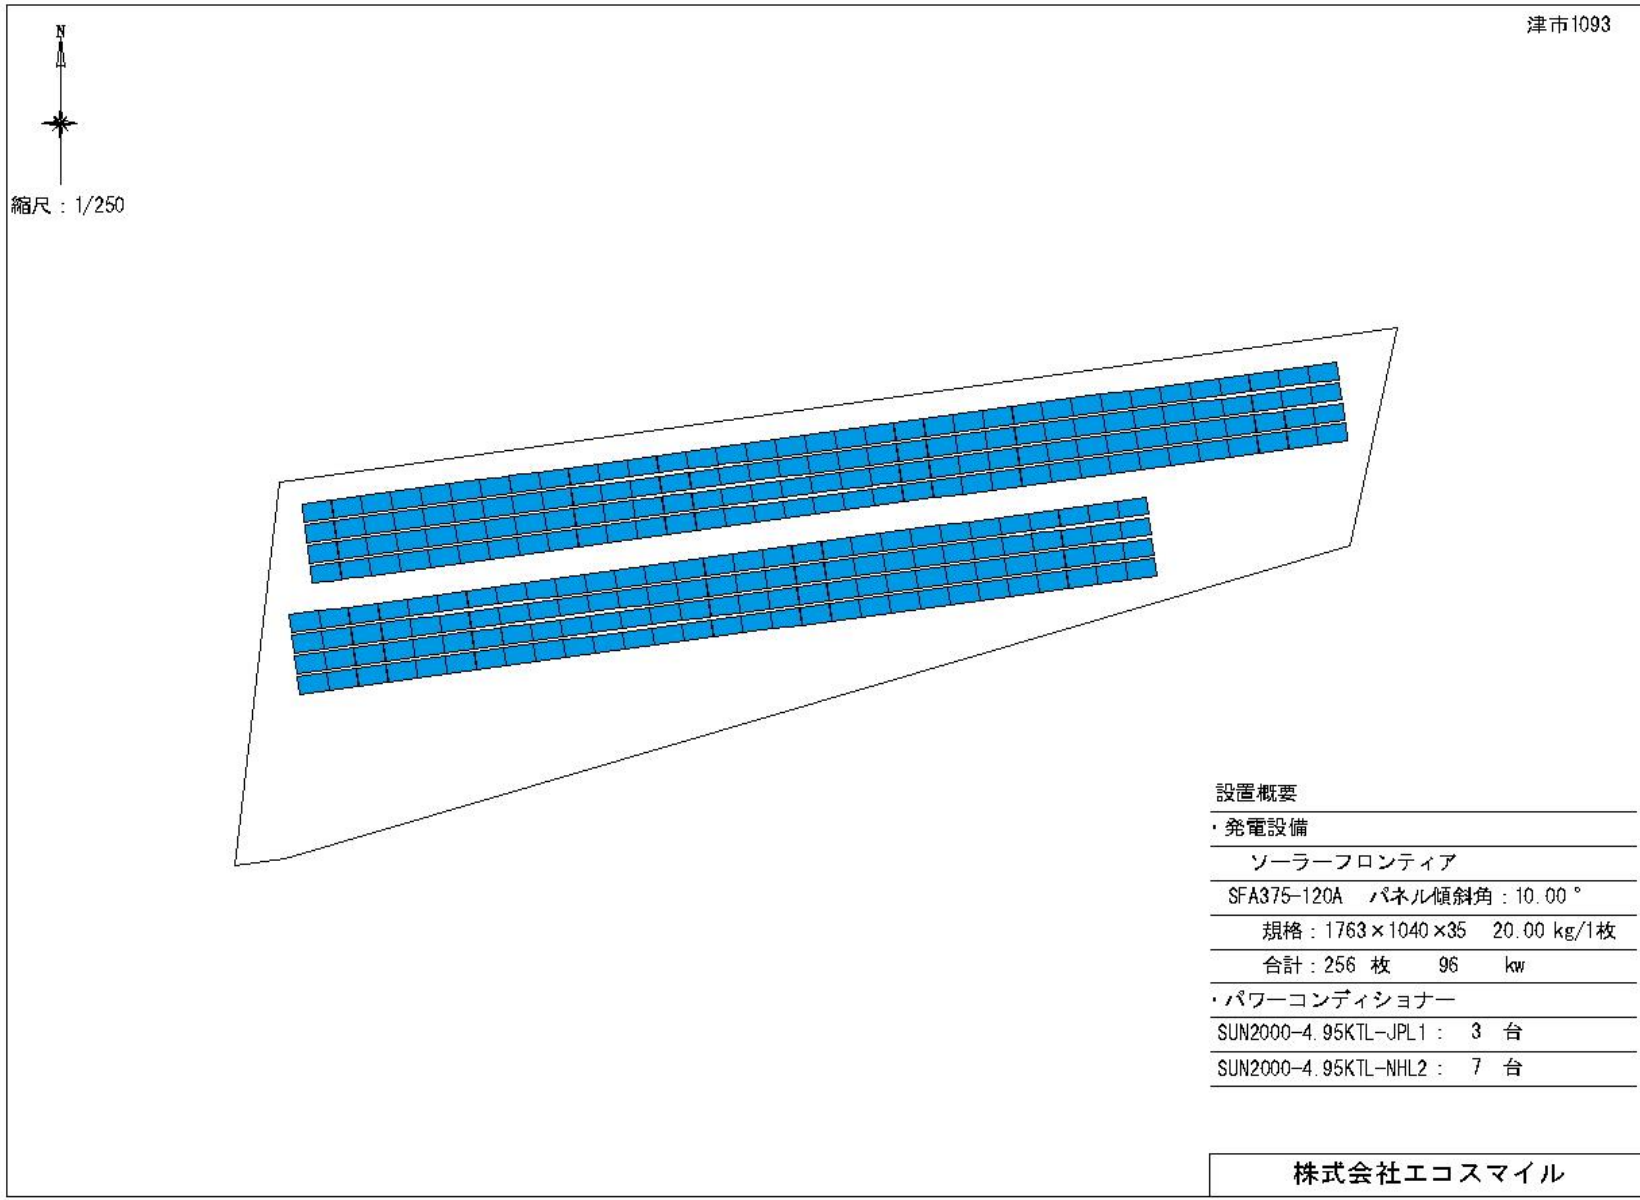 津市1093
N
縮尺：1/250
設置概要
・発電設備
ソーラーフロンティア
SFA375-120A パネル傾斜角：10.00°
規格：1763×1040×35 20.00 kg/1枚
合計：256 枚 96 kw
・パワーコンディショナー
SUN2000-4.95KTL-JPL1： 3 台
SUN2000-4.95KTL-NHL2： 7 台
株式会社エコスマイル